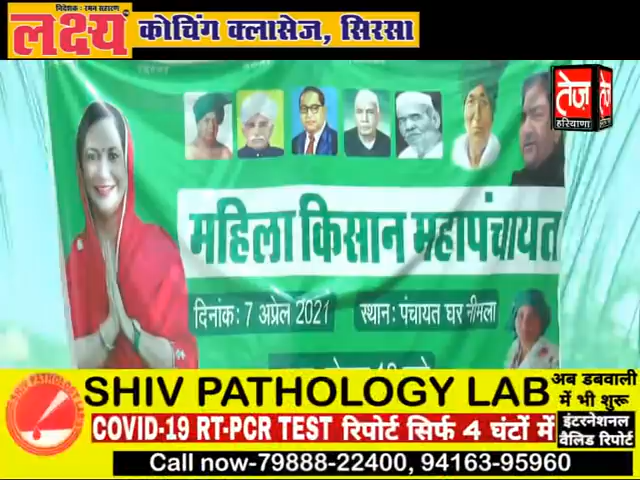 निदेशक : रमन सहारण
लक्ष्य कोचिंग क्लासेज, सिरसा
तेज़
हरियाणा
महिला किसान महापंचायत
दिनांक: 7 अप्रैल 2021
स्थान: पंचायत घर नीमला
SHIV PATHOLOGY LAB
अब डबवाली
में भी शुरू
COVID-19 RT-PCR TEST रिपोर्ट सिर्फ 4 घंटों में
इंटरनेशनल
वैलिड रिपोर्ट
Call now-79888-22400, 94163-95960